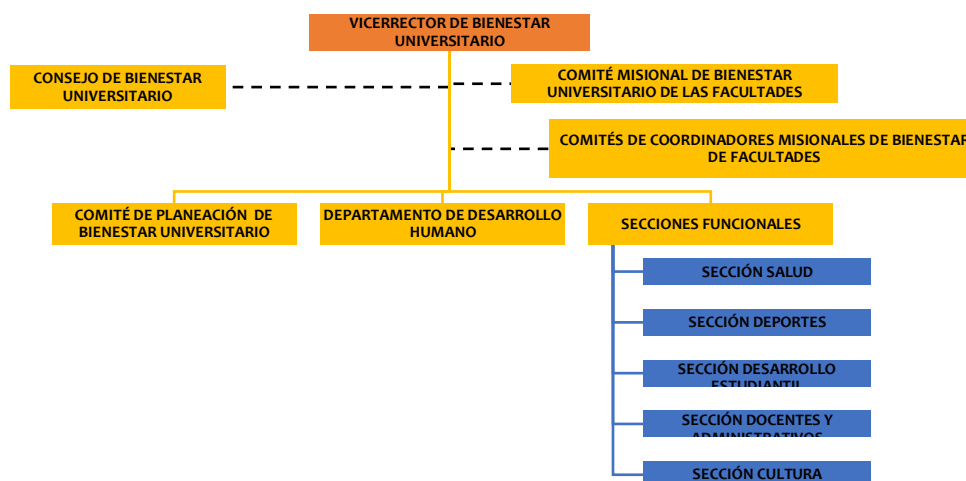 VICERRECTOR DE BIENESTAR
UNIVERSITARIO
CONSEJO DE BIENESTAR
UNIVERSITARIO
COMITÉ MISIONAL DE BIENESTAR
UNIVERSITARIO DE LAS FACULTADES
COMITÉS DE COORDINADORES MISIONALES DE BIENESTAR
DE FACULTADES
COMITÉ DE PLANEACIÓN DE
BIENESTAR UNIVERSITARIO
DEPARTAMENTO DE DESARROLLO
HUMANO
SECCIONES FUNCIONALES
SECCIÓN SALUD
SECCIÓN DEPORTES
SECCIÓN DESARROLLO
ESTUDIANTIL
SECCIÓN DOCENTES Y
ADMINISTRATIVOS
SECCIÓN CULTURA